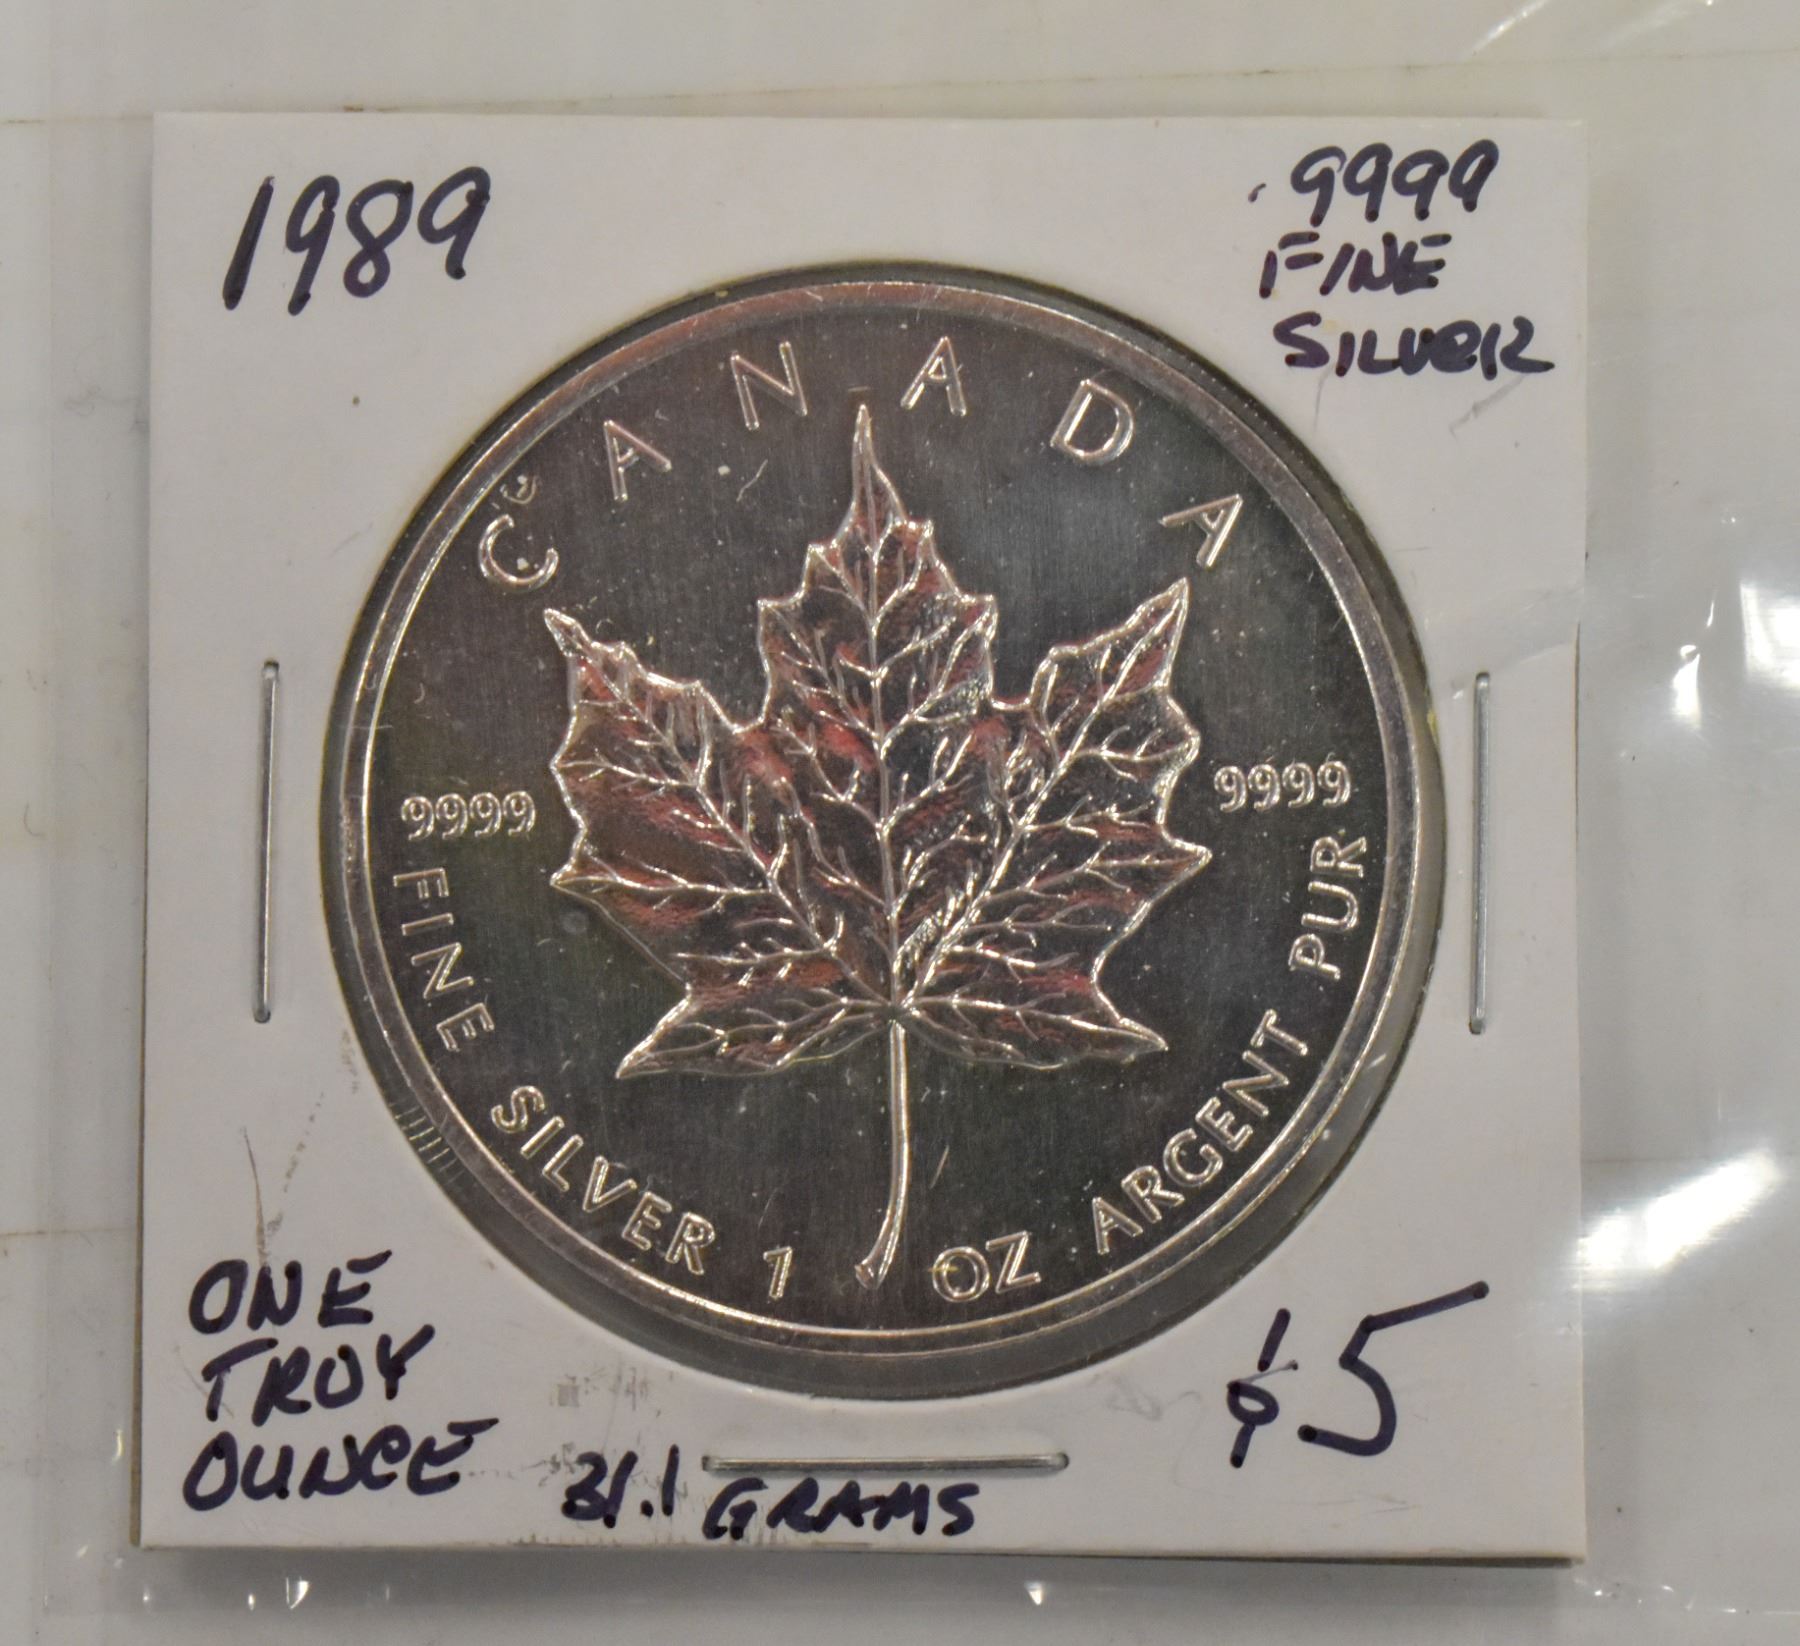 1989
.9999
FINE
SILVER
CANADA
9999
9999
FINE SILVER 1 OZ ARGENT PUR
ONE
TROY
OUNCE
31.1 GRAMS
$5